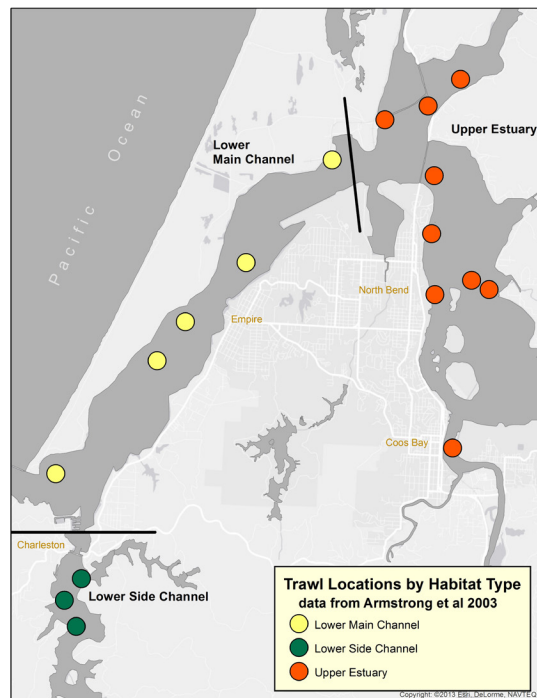 Pacific Ocean
Lower
Main Channel
Upper Estuary
North Bend
Empire
Coos Bay
Charleston
Lower Side Channel
Trawl Locations by Habitat Type
data from Armstrong et al 2003
Lower Main Channel
Lower Side Channel
Upper Estuary
Copyright:©2013 Esri, DeLorme, NAVTEQ